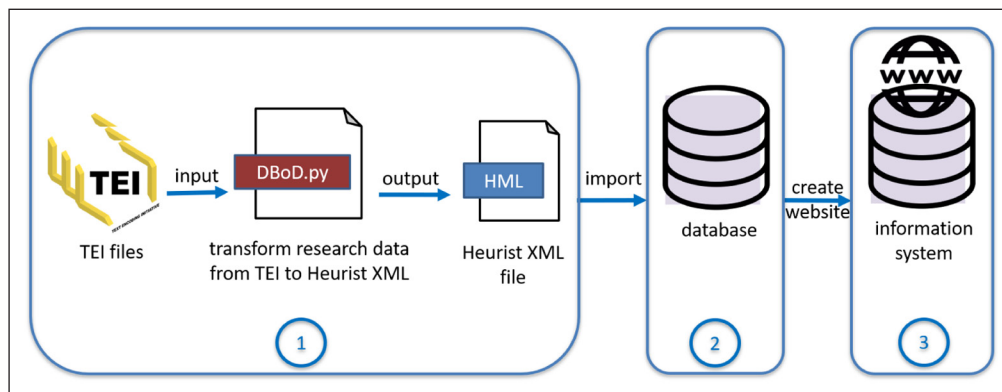 TEI
TEXT ENCODING INITIATIVE
TEI files
input
DBoD.py
transform research data
from TEI to Heurist XML
output
HML
Heurist XML
file
1
import
database
2
create
website
WWW
information
system
3